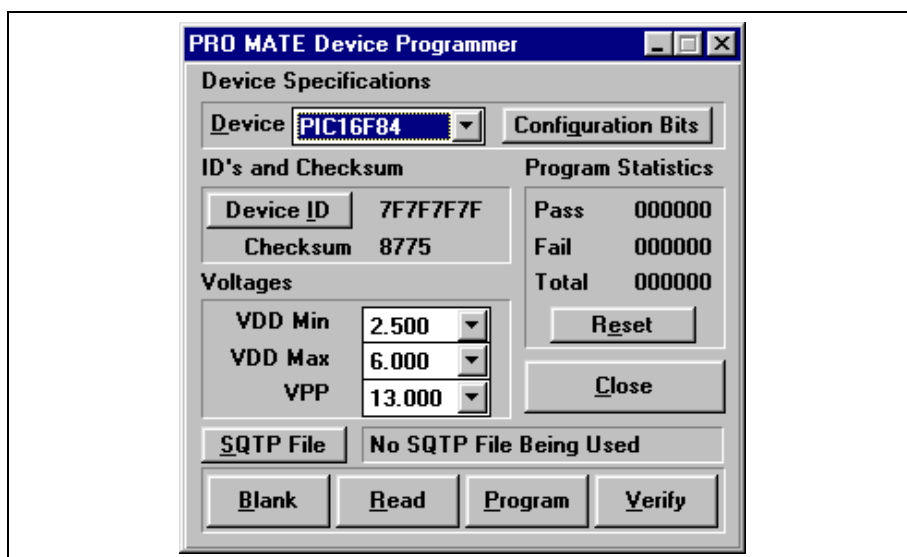 PRO MATE Device Programmer
Device Specifications
Device PIC16F84 Configuration Bits
ID's and Checksum Program Statistics
Device ID 7F7F7F7F Pass 000000
Checksum 8775 Fail 000000
Voltages Total 000000
VDD Min 2.500 Reset
VDD Max 6.000
VPP 13.000 Close
SQTP File No SQTP File Being Used
Blank Read Program Verify